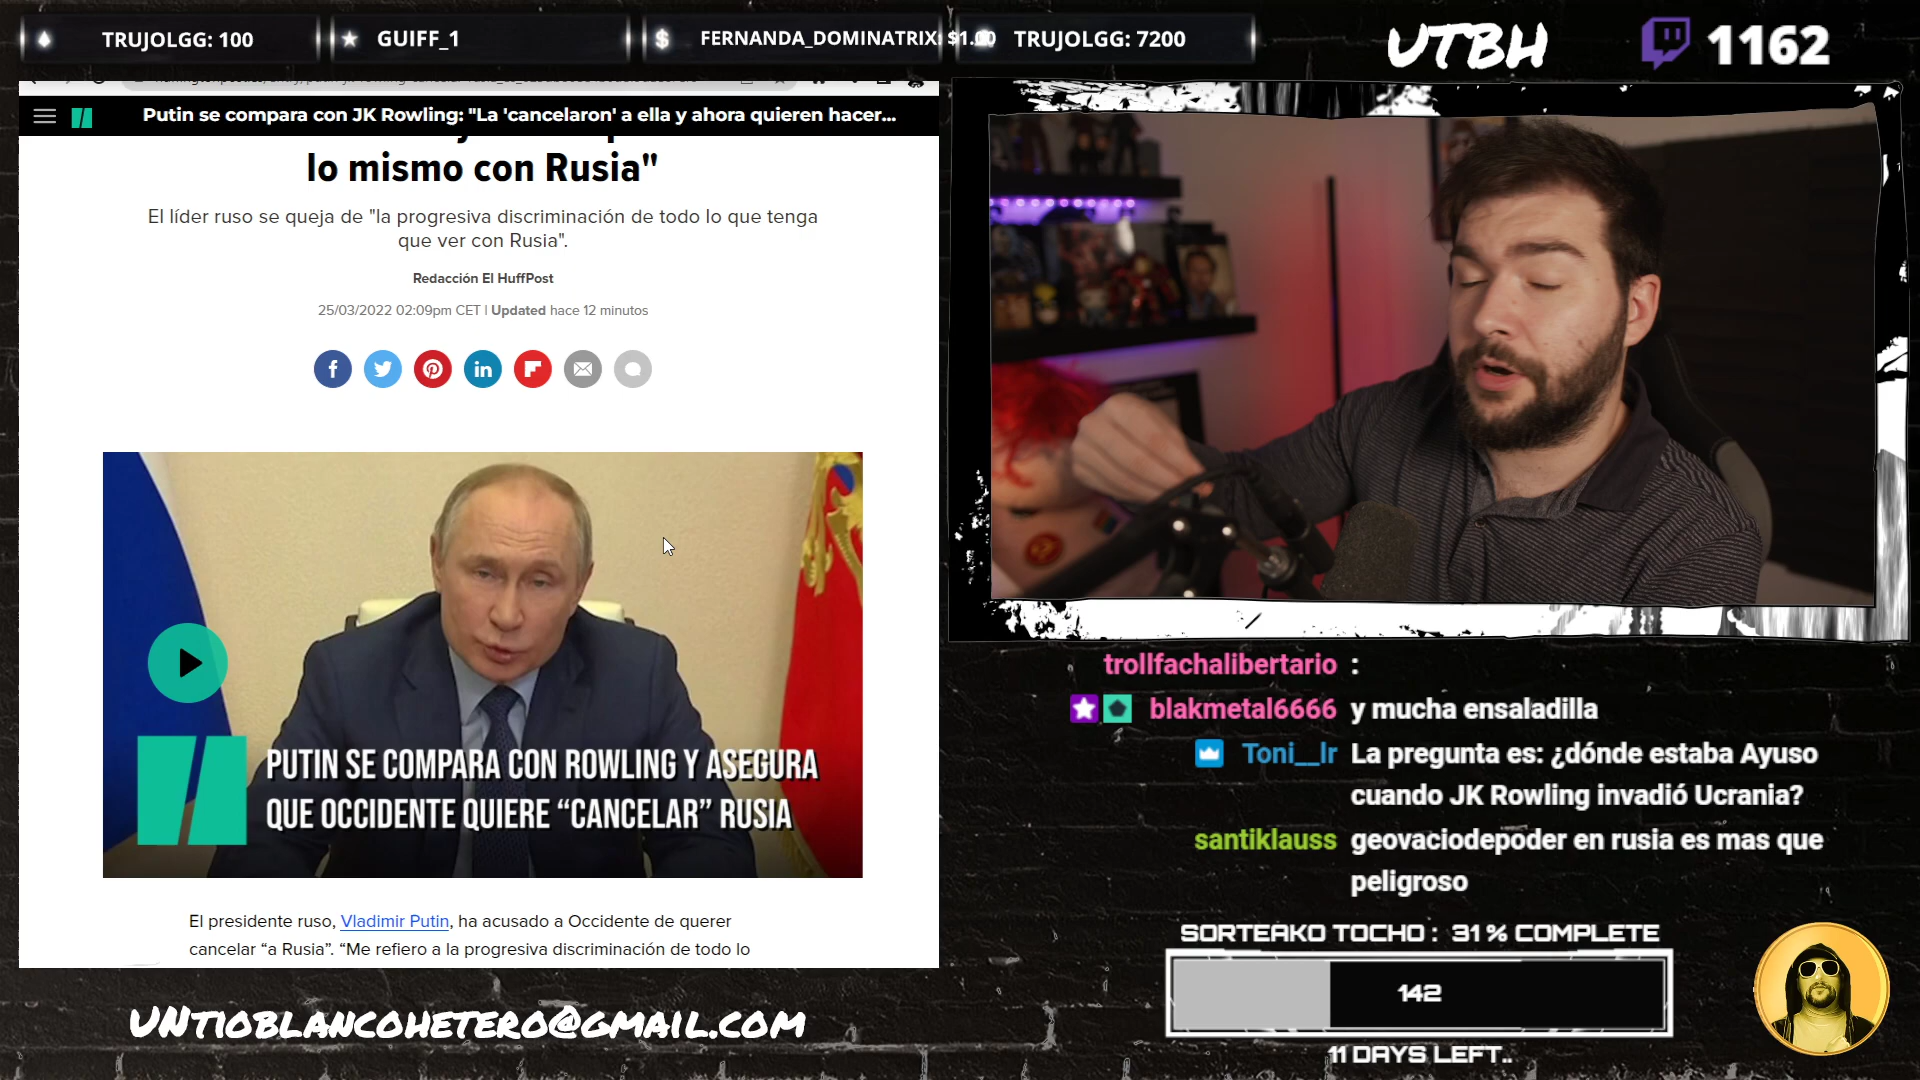 TRUJOLGG: 100
GUIFF_1
FERNANDA_DOMINATRIX: $1.00
TRUJOLGG: 7200
UTBH
1162
Putin se compara con JK Rowling: "La 'cancelaron' a ella y ahora quieren hacer...
lo mismo con Rusia"
El líder ruso se queja de "la progresiva discriminación de todo lo que tenga
que ver con Rusia".
Redacción El HuffPost
25/03/2022 02:09pm CET | Updated hace 12 minutos
PUTIN SE COMPARA CON ROWLING Y ASEGURA
QUE OCCIDENTE QUIERE “CANCELAR” RUSIA
El presidente ruso, Vladimir Putin, ha acusado a Occidente de querer
cancelar “a Rusia”. “Me refiero a la progresiva discriminación de todo lo
trollfachalibertario :
blakmetal6666 y mucha ensaladilla
Toni__lr La pregunta es: ¿dónde estaba Ayuso
cuando JK Rowling invadió Ucrania?
santiklauss geovaciodepoder en rusia es mas que
peligroso
SORTEAKO TOCHO : 31 % COMPLETE
142
11 DAYS LEFT..
UNTIOBLANCOHETERO@GMAIL.COM